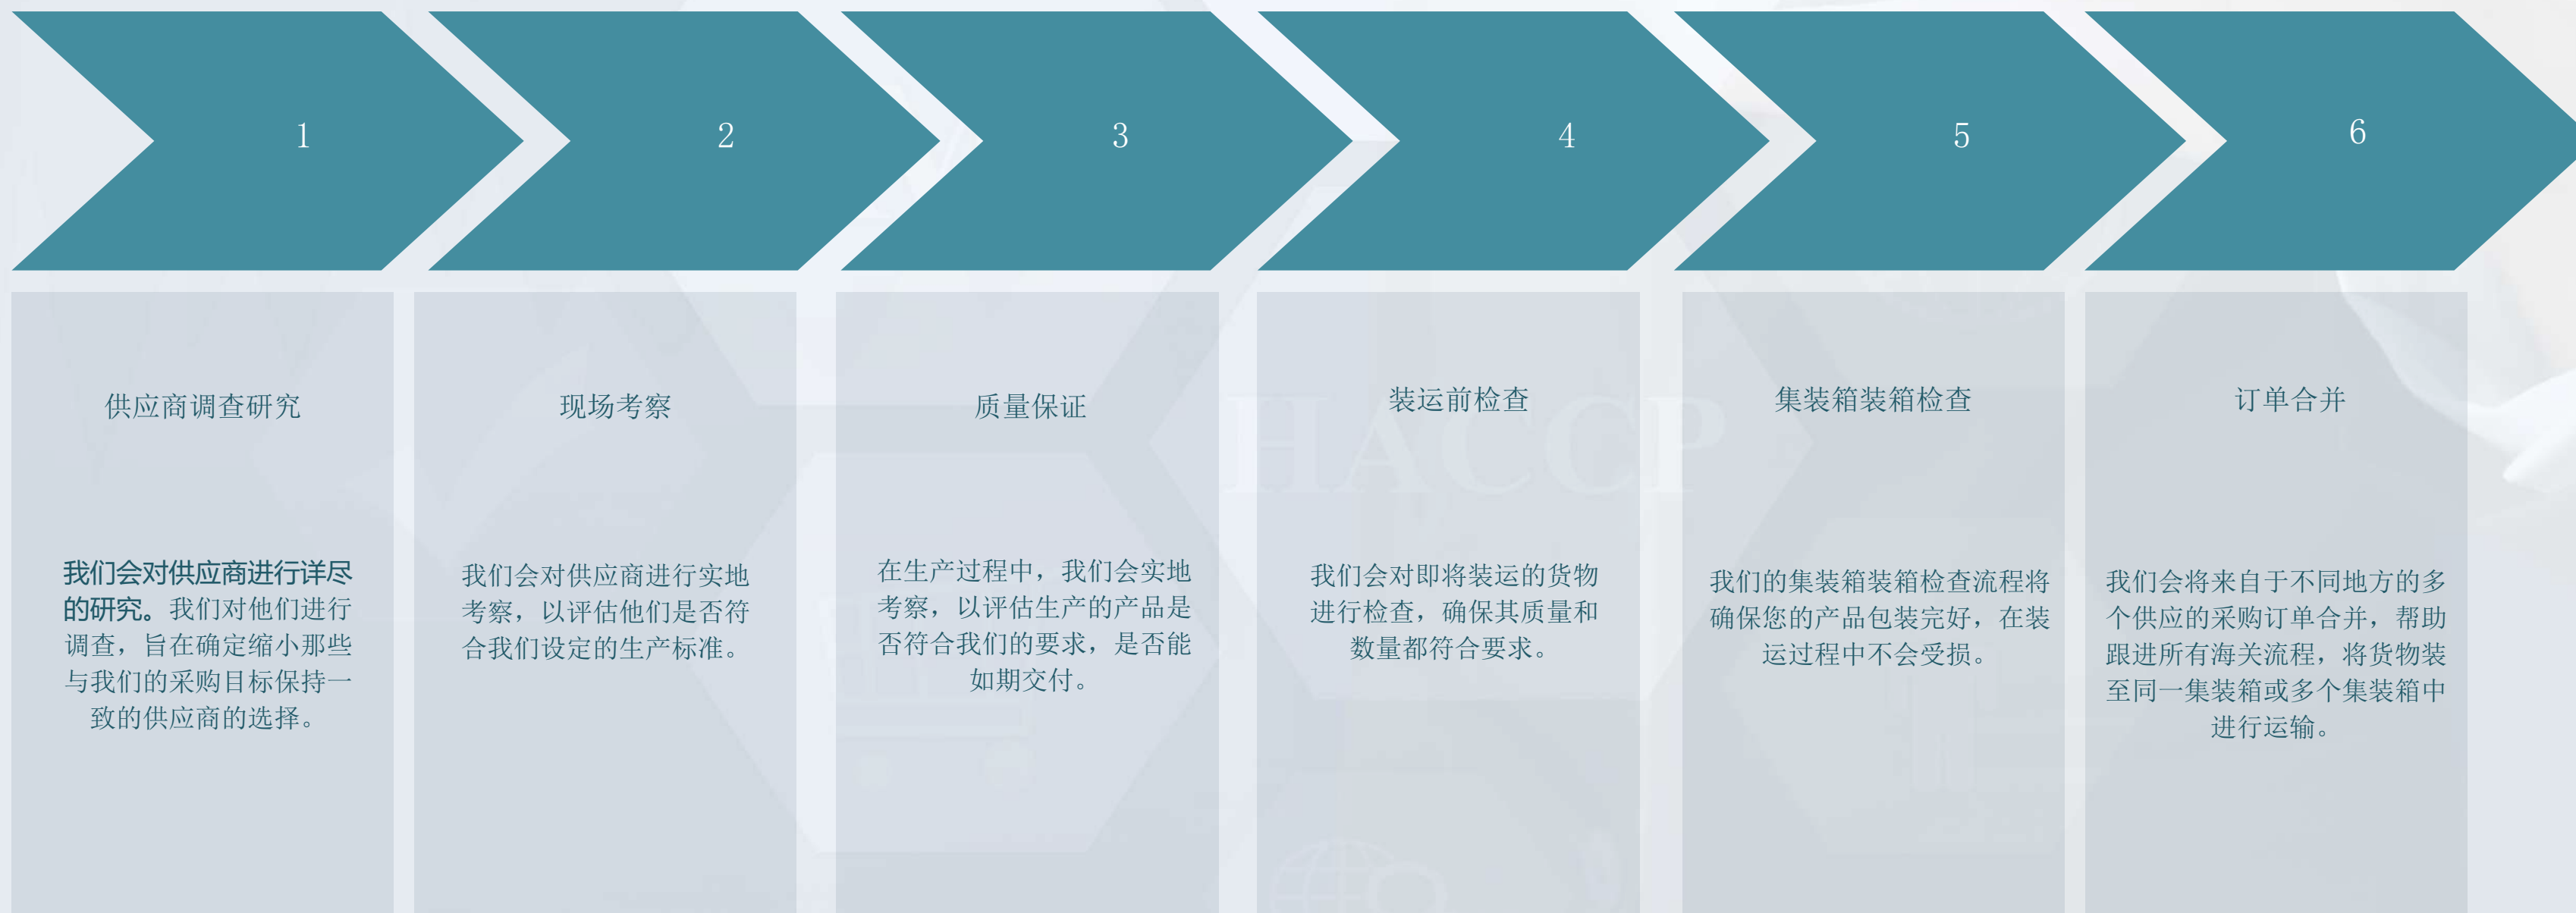 1
2
3
4
5
6
供应商调查研究
我们会对供应商进行详尽
的研究。我们对他们进行
调查，旨在确定缩小那些
与我们的采购目标保持一
致的供应商的选择。
现场考察
我们会对供应商进行实地
考察，以评估他们是否符
合我们设定的生产标准。
质量保证
在生产过程中，我们会实地
考察，以评估生产的产品是
否符合我们的要求，是否能
如期交付。
装运前检查
我们会对即将装运的货物
进行检查，确保其质量和
数量都符合要求。
集装箱装箱检查
我们的集装箱装箱检查流程将
确保您的产品包装完好，在装
运过程中不会受损。
订单合并
我们会将来自于不同地方的多
个供应的采购订单合并，帮助
跟进所有海关流程，将货物装
至同一集装箱或多个集装箱中
进行运输。
HACCP